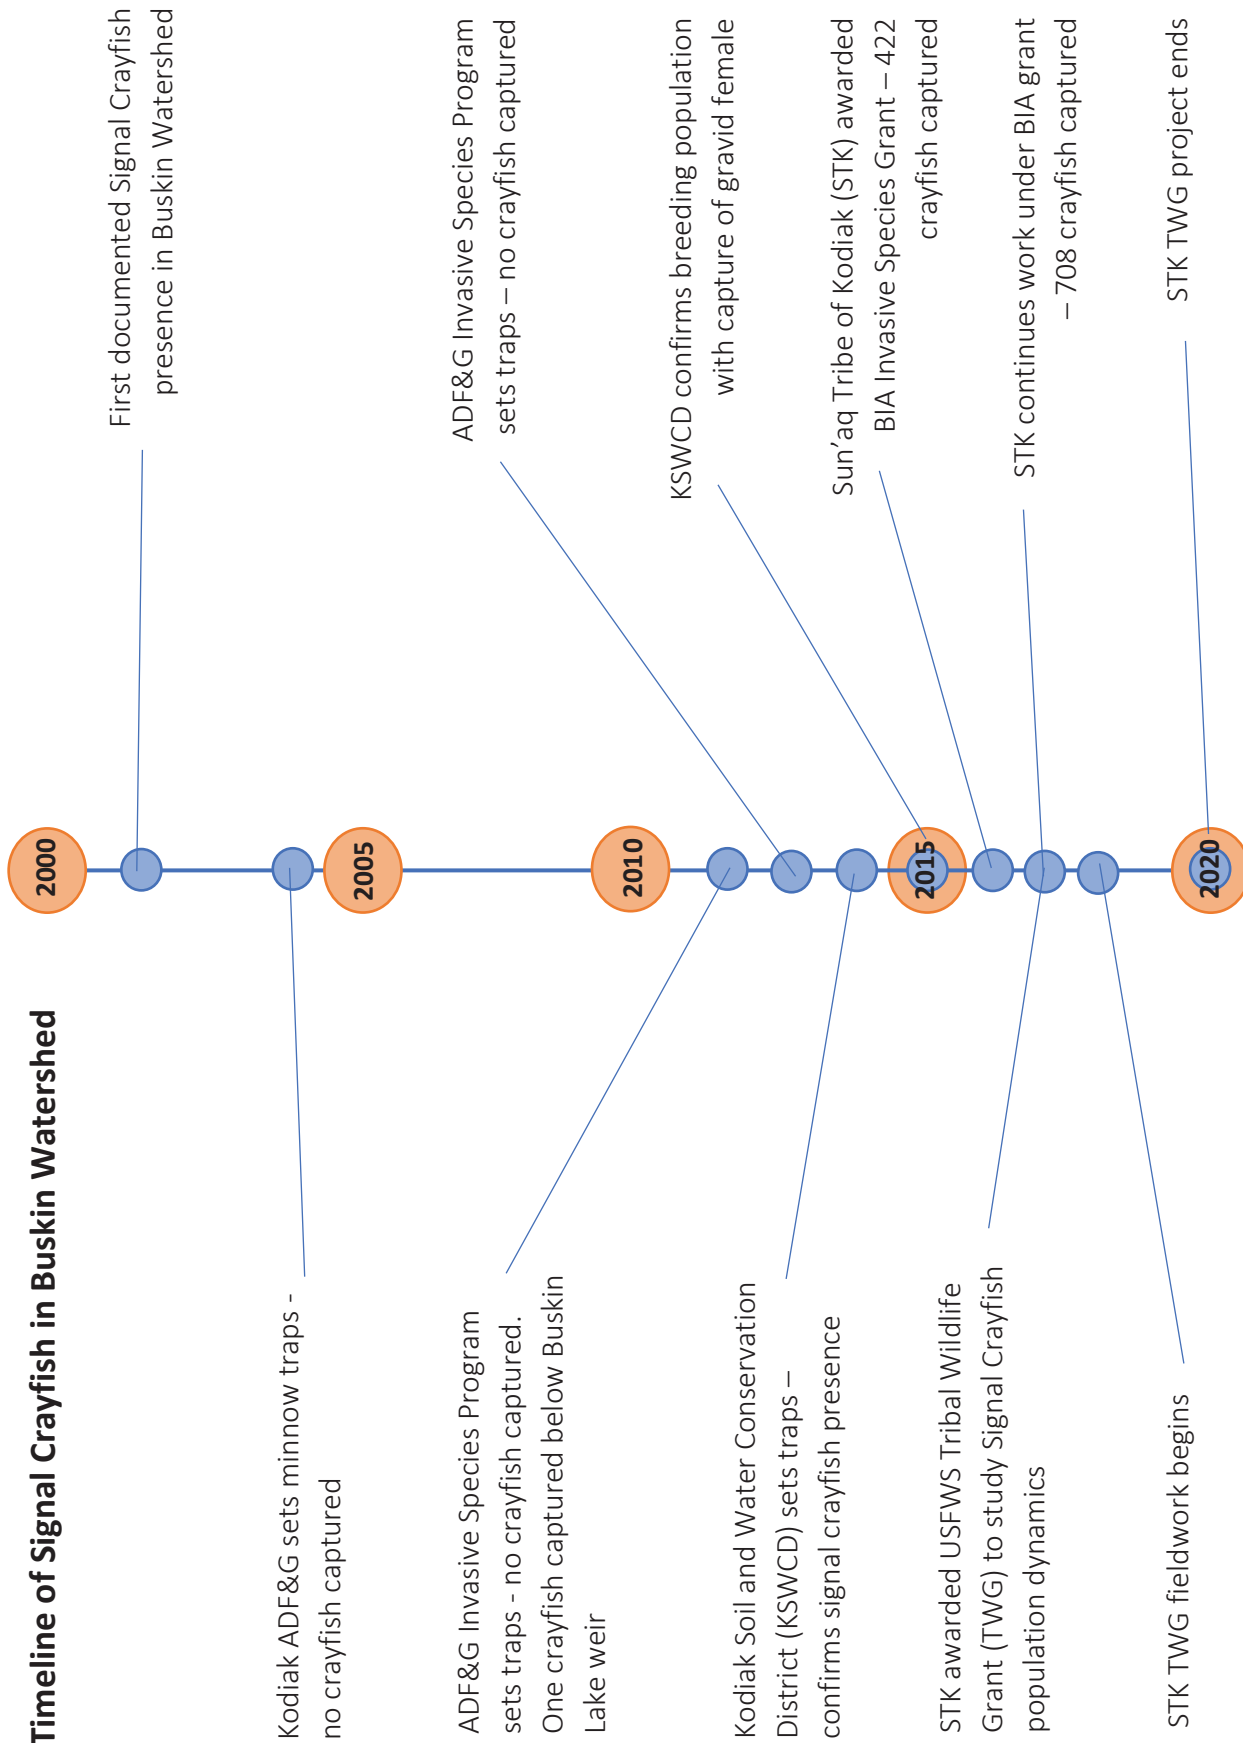 Timeline of Signal Crayfish in Buskin Watershed
2000
First documented Signal Crayfish
presence in Buskin Watershed
Kodiak ADF&G sets minnow traps -
no crayfish captured
2005
2010
ADF&G Invasive Species Program
sets traps - no crayfish captured.
One crayfish captured below Buskin
Lake weir
ADF&G Invasive Species Program
sets traps – no crayfish captured
Kodiak Soil and Water Conservation
District (KSWCD) sets traps –
confirms signal crayfish presence
2015
KSWCD confirms breeding population
with capture of gravid female
Sun’aq Tribe of Kodiak (STK) awarded
BIA Invasive Species Grant – 422
crayfish captured
STK awarded USFWS Tribal Wildlife
Grant (TWG) to study Signal Crayfish
population dynamics
STK continues work under BIA grant
– 708 crayfish captured
STK TWG fieldwork begins
2020
STK TWG project ends